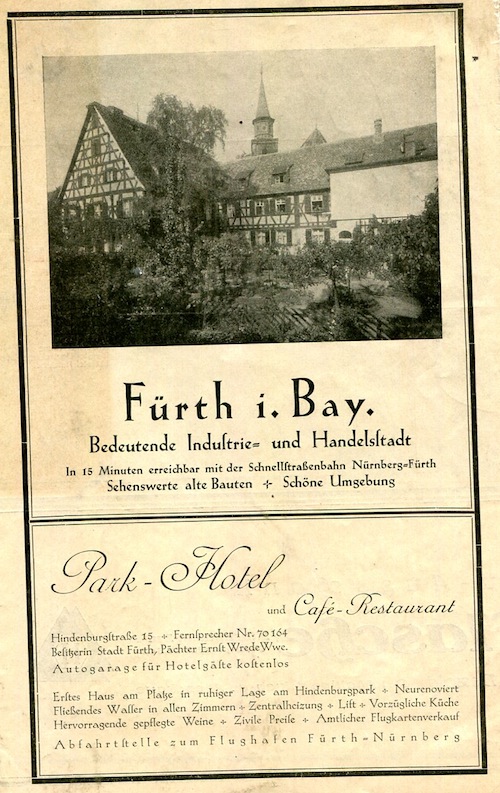 Fürth i. Bay.
Bedeutende Induſtrie= und Handelſtadt
In 15 Minuten erreichbar mit der Schnellſtraßenbahn Nürnberg=Fürth
Sehenswerte alte Bauten ✣ Schöne Umgebung
Park-Hotel
und Café-Restaurant
Hindenburgſtraße 15 ✣ Fernſprecher Nr. 70 164
Beſitzerin Stadt Fürth, Pächter Ernſt Wrede Wwe.
Autogarage für Hotelgäſte koſtenlos
Erſtes Haus am Platze in ruhiger Lage am Hindenburgpark ✣ Neurenoviert
Fließendes Waſſer in allen Zimmern ✣ Zentralheizung ✣ Lift ✣ Vorzügliche Küche
Hervorragende gepflegte Weine ✣ Zivile Preiſe ✣ Amtlicher Flugkartenverkauf
Abfahrtſtelle zum Flughafen Fürth=Nürnberg